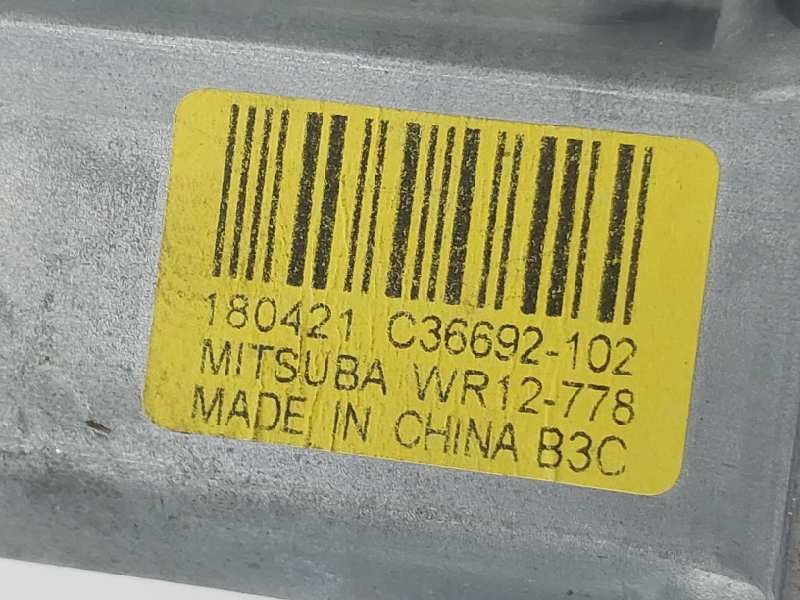 180421 C36692-102
MITSUBA WR12-778
MADE IN CHINA B3C